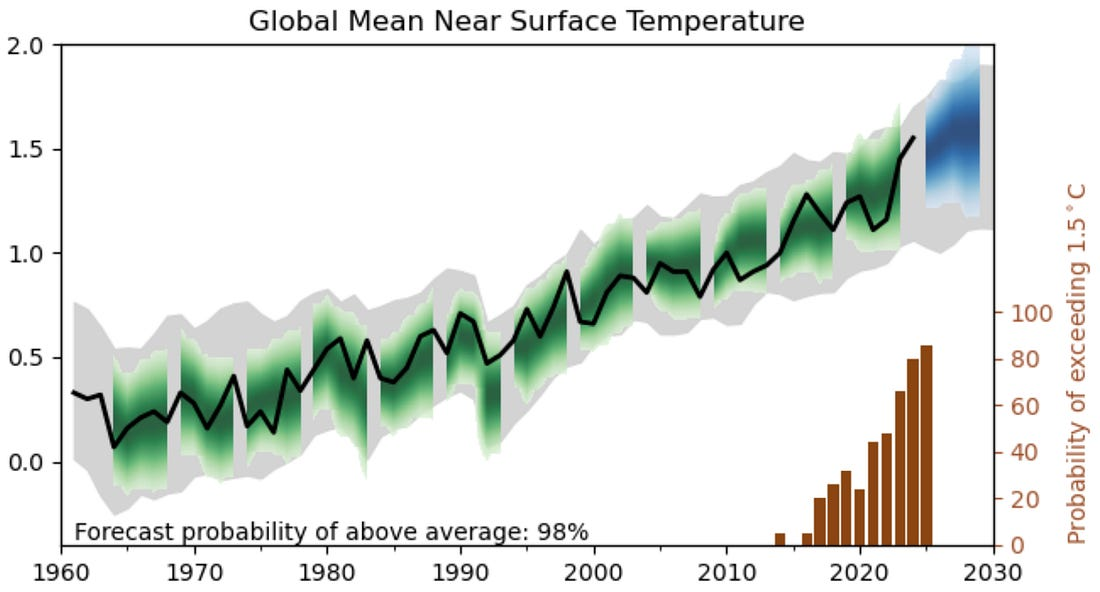 Global Mean Near Surface Temperature
2.0
1.5
1.0
0.5
0.0
100
80
60
40
20
0
Probability of exceeding 1.5°C
Forecast probability of above average: 98%
1960 1970 1980 1990 2000 2010 2020 2030